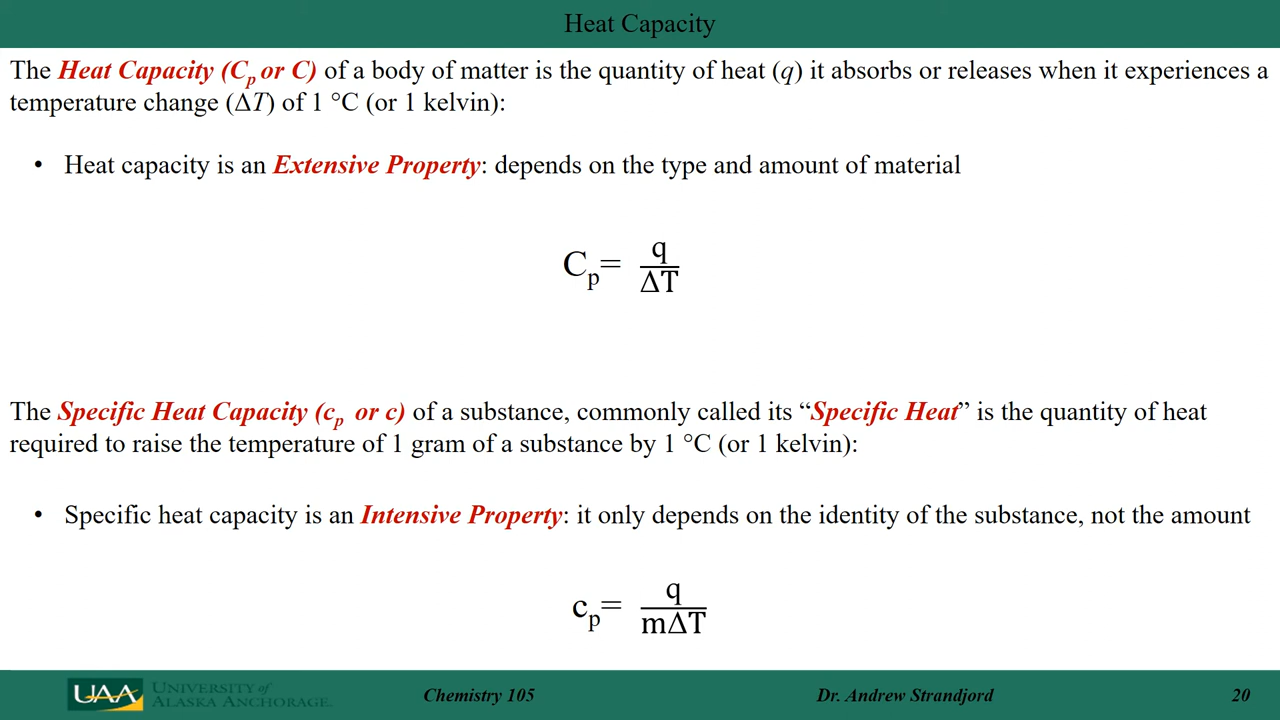 Heat Capacity
The Heat Capacity (Cp or C) of a body of matter is the quantity of heat (q) it absorbs or releases when it experiences a
temperature change (ΔT) of 1 °C (or 1 kelvin):
• Heat capacity is an Extensive Property: depends on the type and amount of material
Cp= q
ΔT
The Specific Heat Capacity (cp or c) of a substance, commonly called its “Specific Heat” is the quantity of heat
required to raise the temperature of 1 gram of a substance by 1 °C (or 1 kelvin):
• Specific heat capacity is an Intensive Property: it only depends on the identity of the substance, not the amount
cp= q
mΔT
UAA UNIVERSITY of
ALASKA ANCHORAGE.
Chemistry 105
Dr. Andrew Strandjord
20